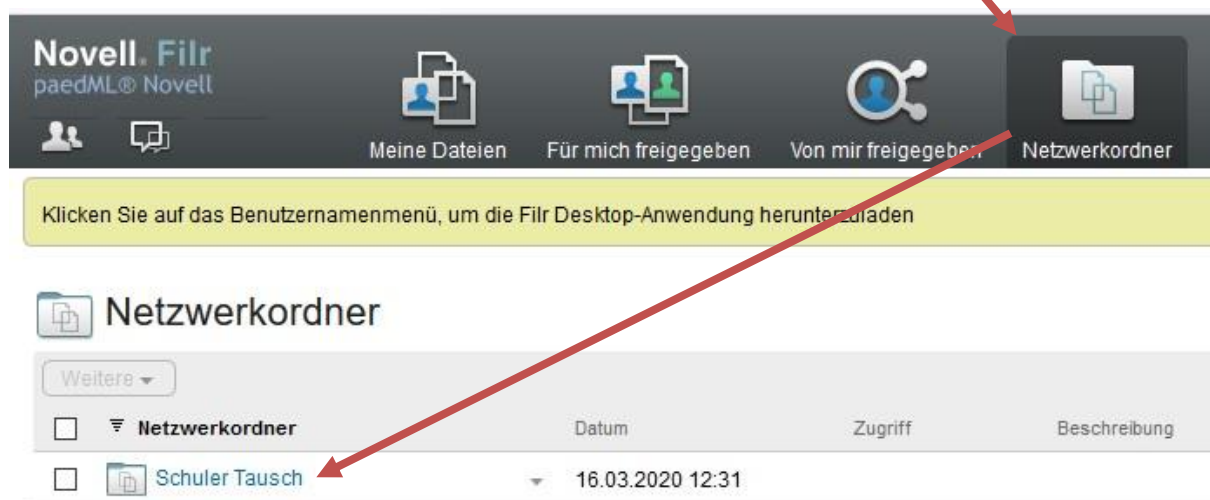 Novell. Filr
paedML® Novell
Meine Dateien Für mich freigegeben Von mir freigegeben Netzwerkordner
Klicken Sie auf das Benutzernamenmenü, um die Filr Desktop-Anwendung herunterzuladen
Netzwerkordner
Weitere
Netzwerkordner Datum Zugriff Beschreibung
Schuler Tausch 16.03.2020 12:31